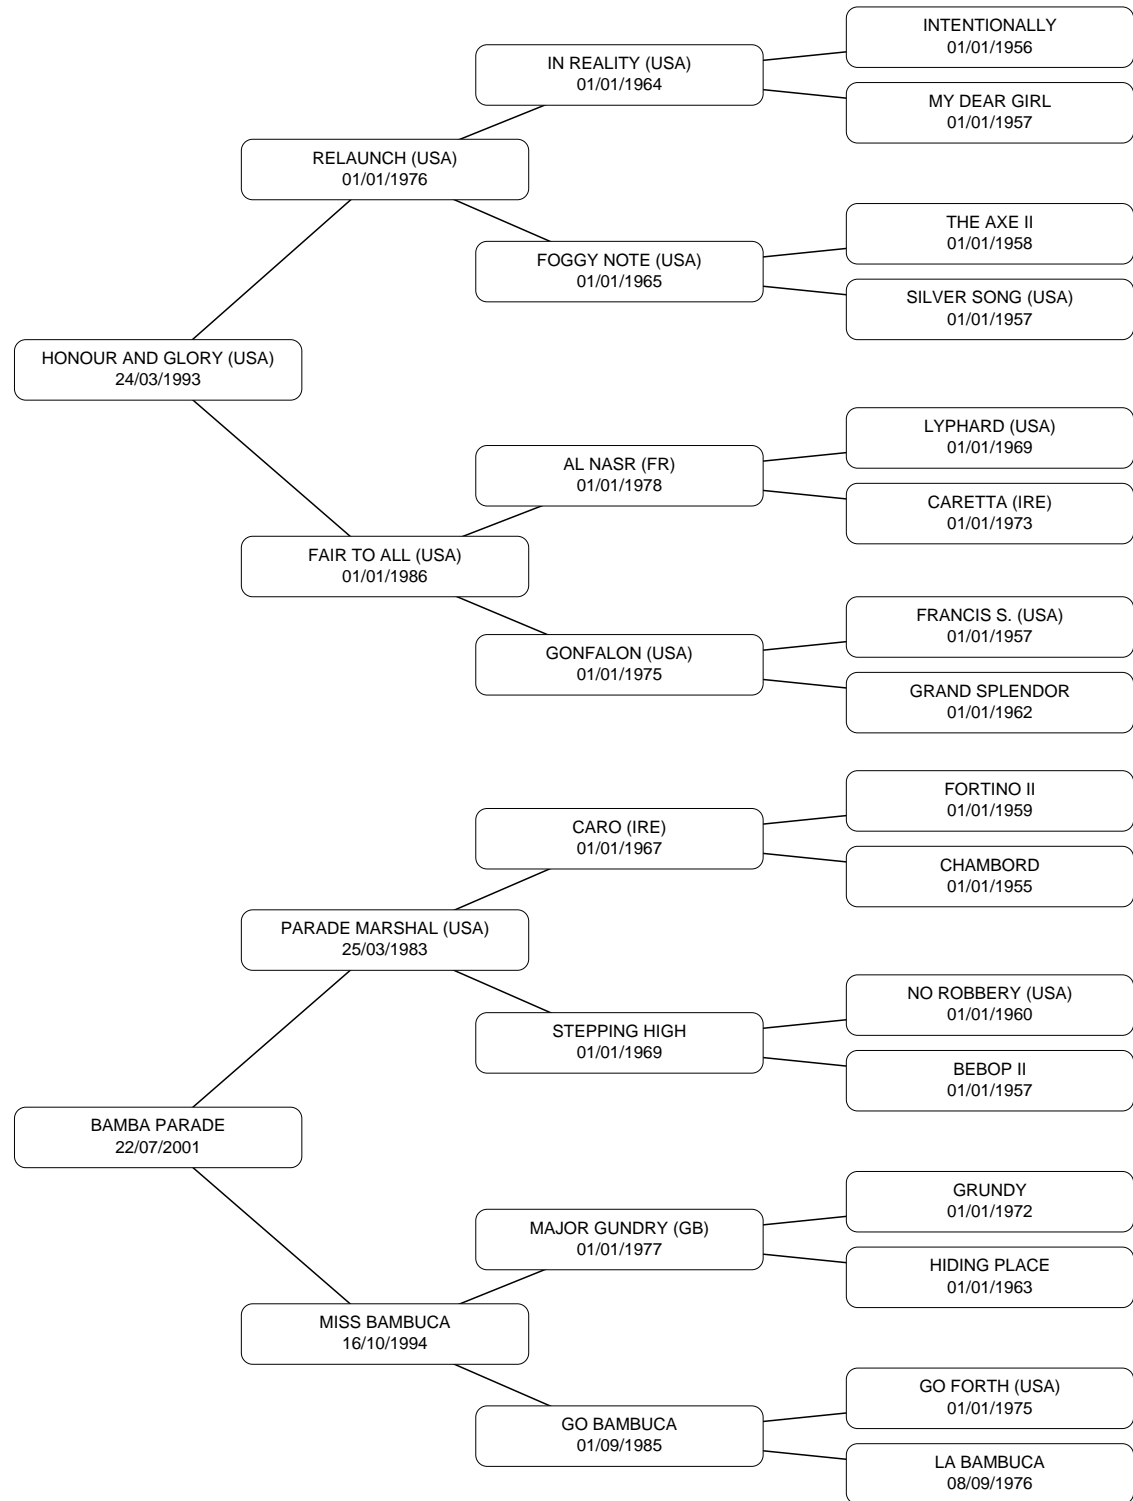 INTENTIONALLY
01/01/1956
IN REALITY (USA)
01/01/1964
MY DEAR GIRL
01/01/1957
RELAUNCH (USA)
01/01/1976
THE AXE II
01/01/1958
FOGGY NOTE (USA)
01/01/1965
SILVER SONG (USA)
01/01/1957
HONOUR AND GLORY (USA)
24/03/1993
LYPHARD (USA)
01/01/1969
AL NASR (FR)
01/01/1978
CARETTA (IRE)
01/01/1973
FAIR TO ALL (USA)
01/01/1986
FRANCIS S. (USA)
01/01/1957
GONFALON (USA)
01/01/1975
GRAND SPLENDOR
01/01/1962
FORTINO II
01/01/1959
CARO (IRE)
01/01/1967
CHAMBORD
01/01/1955
PARADE MARSHAL (USA)
25/03/1983
NO ROBBERY (USA)
01/01/1960
STEPPING HIGH
01/01/1969
BEBOP II
01/01/1957
BAMBA PARADE
22/07/2001
GRUNDY
01/01/1972
MAJOR GUNDRY (GB)
01/01/1977
HIDING PLACE
01/01/1963
MISS BAMBUCA
16/10/1994
GO FORTH (USA)
01/01/1975
GO BAMBUCA
01/09/1985
LA BAMBUCA
08/09/1976